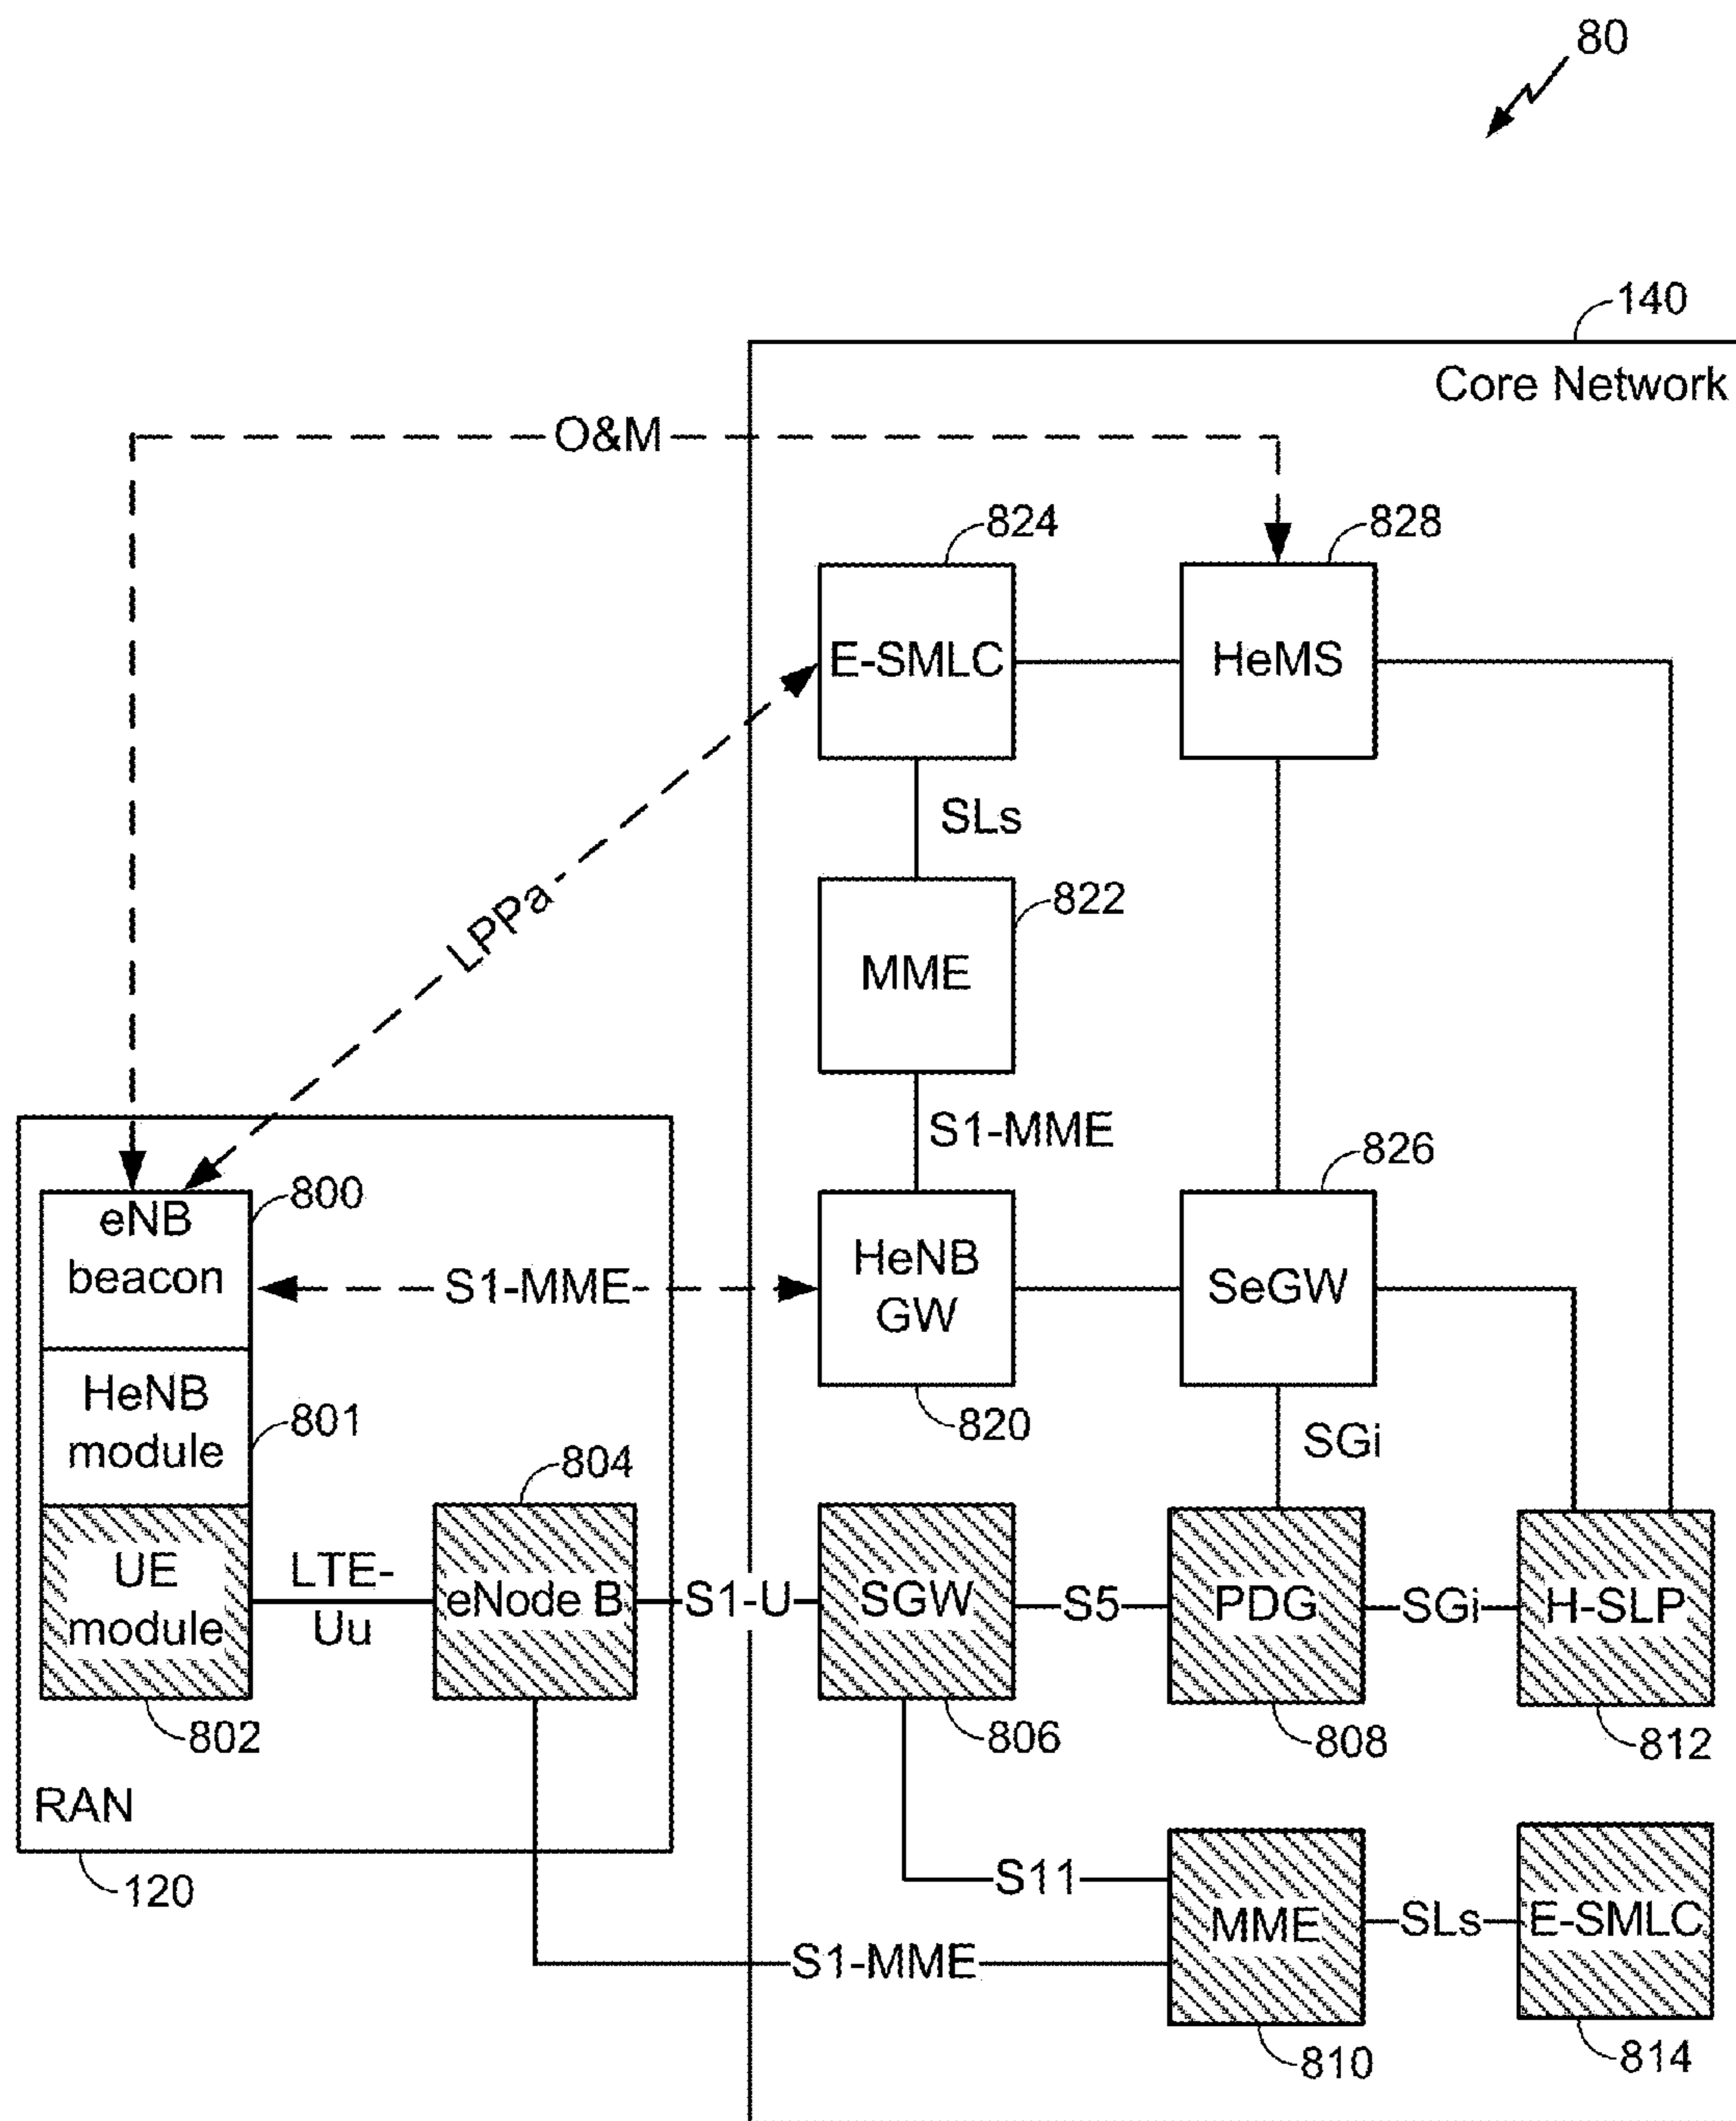 80
140
Core Network
O&M
824
828
E-SMLC
HeMS
SLs
822
LPPa
MME
S1-MME
826
800
eNB
beacon
S1-MME
HeNB
GW
SeGW
HeNB
module
801
820
SGi
804
UE
module
LTE-
Uu
eNode B
S1-U
SGW
S5
PDG
SGi
H-SLP
802
806
808
812
RAN
120
S11
MME
SLs
E-SMLC
S1-MME
810
814